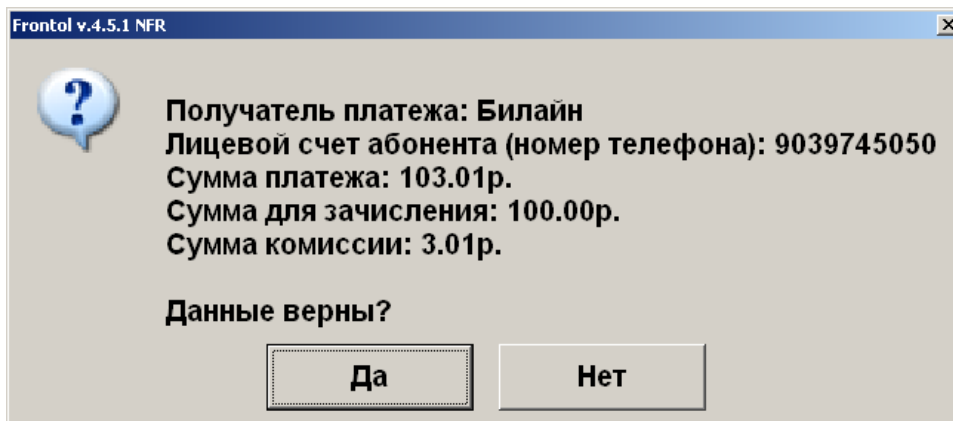 Frontol v.4.5.1 NFR
Получатель платежа: Билайн
Лицевой счет абонента (номер телефона): 9039745050
Сумма платежа: 103.01р.
Сумма для зачисления: 100.00р.
Сумма комиссии: 3.01р.
Данные верны?
Да Нет